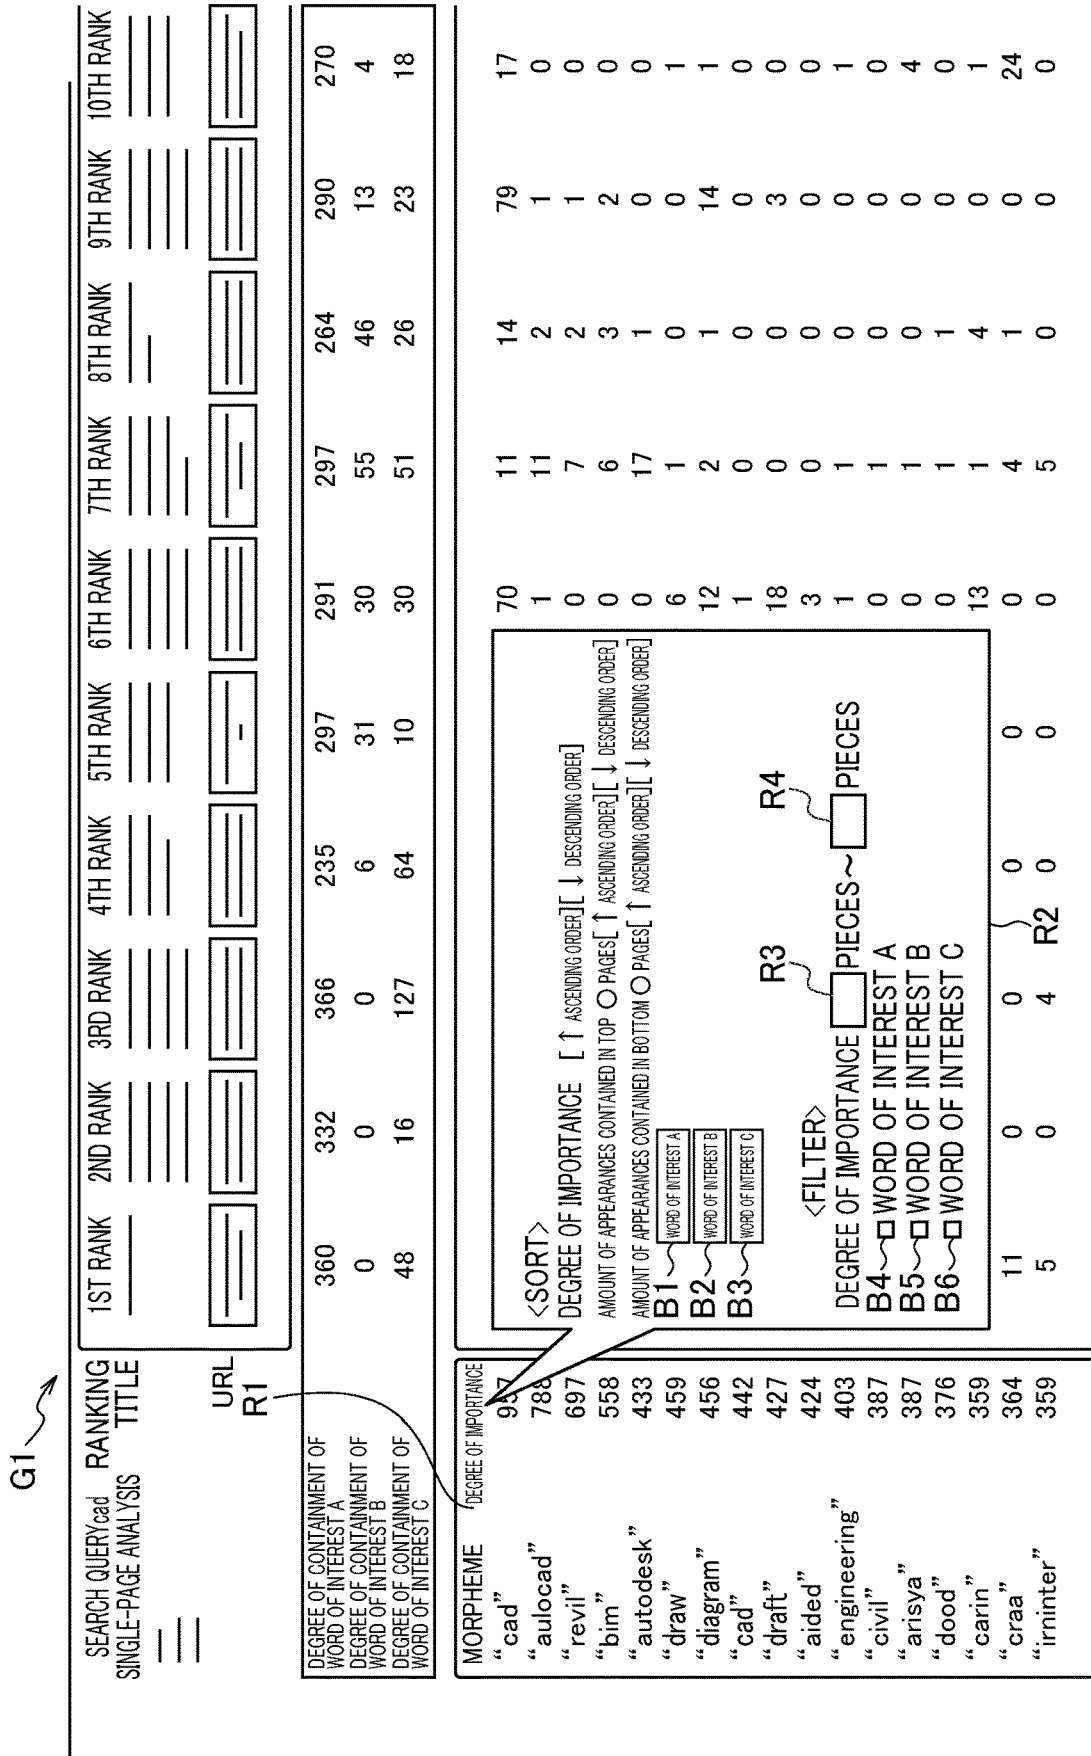 G1
SEARCH QUERYcad RANKING 1ST RANK 2ND RANK 3RD RANK 4TH RANK 5TH RANK 6TH RANK 7TH RANK 8TH RANK 9TH RANK 10TH RANK
SINGLE-PAGE ANALYSIS TITLE
URL
R1
DEGREE OF CONTAINMENT OF
WORD OF INTEREST A 360 332 366 235 297 291 297 264 290 270
DEGREE OF CONTAINMENT OF
WORD OF INTEREST B 0 0 0 6 31 30 55 46 13 4
DEGREE OF CONTAINMENT OF
WORD OF INTEREST C 48 16 127 64 10 30 51 26 23 18
MORPHEME DEGREE OF IMPORTANCE
“cad” 70 11 14 79 17
“aulocad” 788 1 11 2 1 0
“revil” 697 0 7 2 1 0
“bim” 558 0 6 3 2 0
“autodesk” 433 0 17 1 0 0
“draw” 459 6 1 0 0 1
“diagram” 456 12 2 1 14 1
“cad” 442 1 0 0 0 0
“draft” 427 18 0 0 3 0
“aided” 424 3 0 0 0 0
“engineering” 403 1 1 0 0 1
“civil” 387 0 1 0 0 0
“arisya” 387 0 1 0 0 4
“dood” 376 0 1 1 0 0
“carin” 359 13 1 4 0 1
“craa” 364 11 0 0 0 0 0 4 1 0 24
“irninter” 359 5 0 4 0 0 0 5 0 0 0
<SORT>
DEGREE OF IMPORTANCE [↑ ASCENDING ORDER][↓ DESCENDING ORDER]
AMOUNT OF APPEARANCES CONTAINED IN TOP ○ PAGES[↑ ASCENDING ORDER][↓ DESCENDING ORDER]
AMOUNT OF APPEARANCES CONTAINED IN BOTTOM ○ PAGES[↑ ASCENDING ORDER][↓ DESCENDING ORDER]
B1 WORD OF INTEREST A
B2 WORD OF INTEREST B
B3 WORD OF INTEREST C
R3 R4
<FILTER>
DEGREE OF IMPORTANCE □ PIECES~□ PIECES
B4 □ WORD OF INTEREST A
B5 □ WORD OF INTEREST B
B6 □ WORD OF INTEREST C
R2